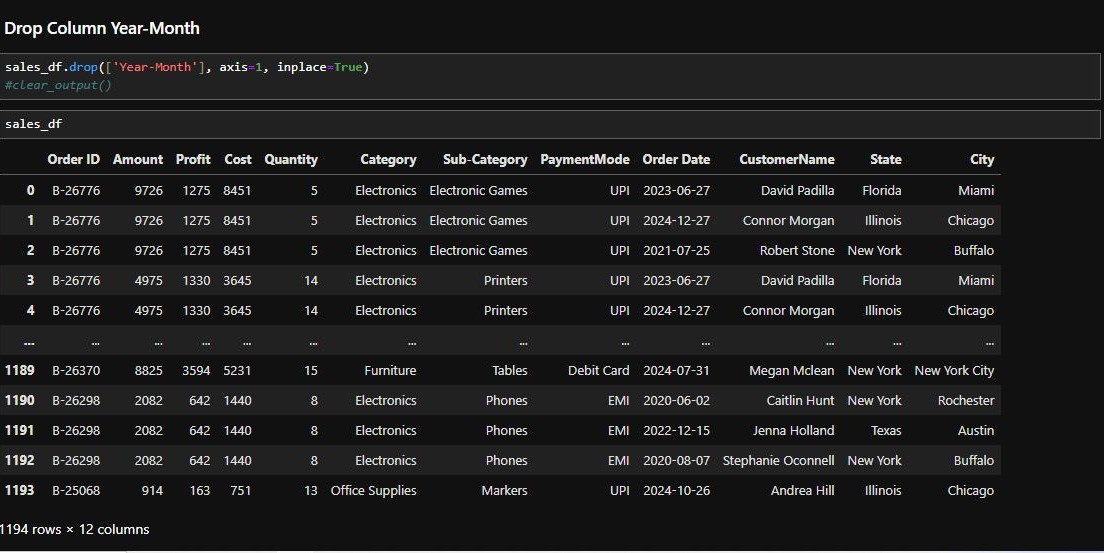 Drop Column Year-Month
sales_df.drop(['Year-Month'], axis=1, inplace=True)
#clear_output()
sales_df
Order ID Amount Profit Cost Quantity Category Sub-Category PaymentMode Order Date CustomerName State City
0 B-26776 9726 1275 8451 5 Electronics Electronic Games UPI 2023-06-27 David Padilla Florida Miami
1 B-26776 9726 1275 8451 5 Electronics Electronic Games UPI 2024-12-27 Connor Morgan Illinois Chicago
2 B-26776 9726 1275 8451 5 Electronics Electronic Games UPI 2021-07-25 Robert Stone New York Buffalo
3 B-26776 4975 1330 3645 14 Electronics Printers UPI 2023-06-27 David Padilla Florida Miami
4 B-26776 4975 1330 3645 14 Electronics Printers UPI 2024-12-27 Connor Morgan Illinois Chicago
... ... ... ... ... ... ... ... ... ... ... ... ...
1189 B-26370 8825 3594 5231 15 Furniture Tables Debit Card 2024-07-31 Megan Mclean New York New York City
1190 B-26298 2082 642 1440 8 Electronics Phones EMI 2020-06-02 Caitlin Hunt New York Rochester
1191 B-26298 2082 642 1440 8 Electronics Phones EMI 2022-12-15 Jenna Holland Texas Austin
1192 B-26298 2082 642 1440 8 Electronics Phones EMI 2020-08-07 Stephanie Oconnell New York Buffalo
1193 B-25068 914 163 751 13 Office Supplies Markers UPI 2024-10-26 Andrea Hill Illinois Chicago
1194 rows × 12 columns